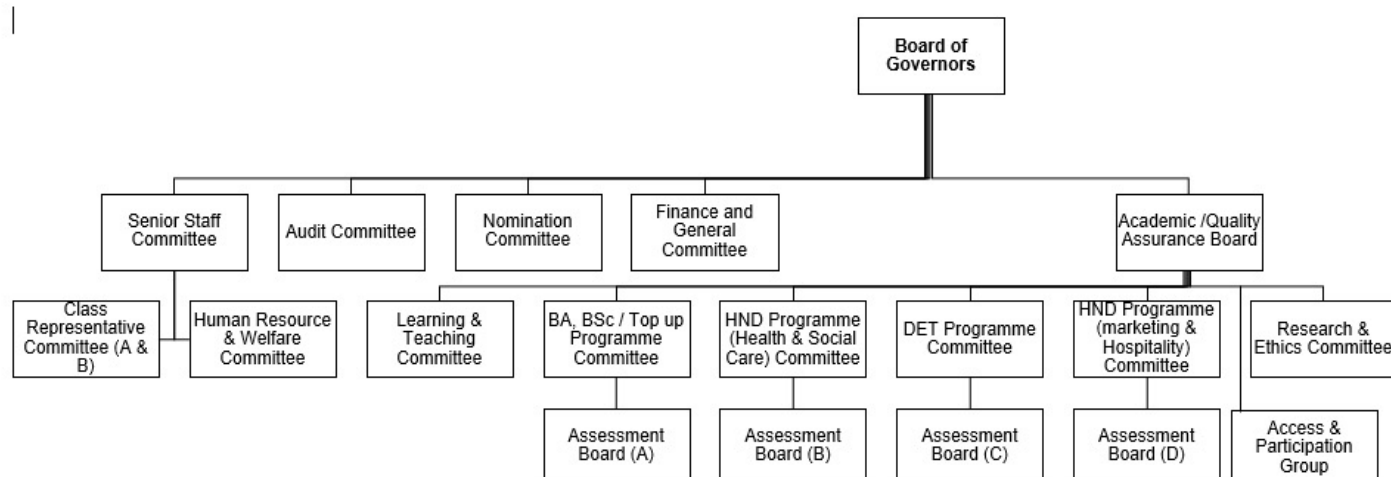 Board of
Governors
Senior Staff
Committee
Audit Committee
Nomination
Committee
Finance and
General
Committee
Academic /Quality
Assurance Board
Class
Representative
Committee (A &
B)
Human Resource
& Welfare
Committee
Learning &
Teaching
Committee
BA, BSc / Top up
Programme
Committee
HND Programme
(Health & Social
Care) Committee
DET Programme
Committee
HND Programme
(marketing &
Hospitality)
Committee
Research &
Ethics Committee
Assessment
Board (A)
Assessment
Board (B)
Assessment
Board (C)
Assessment
Board (D)
Access &
Participation
Group